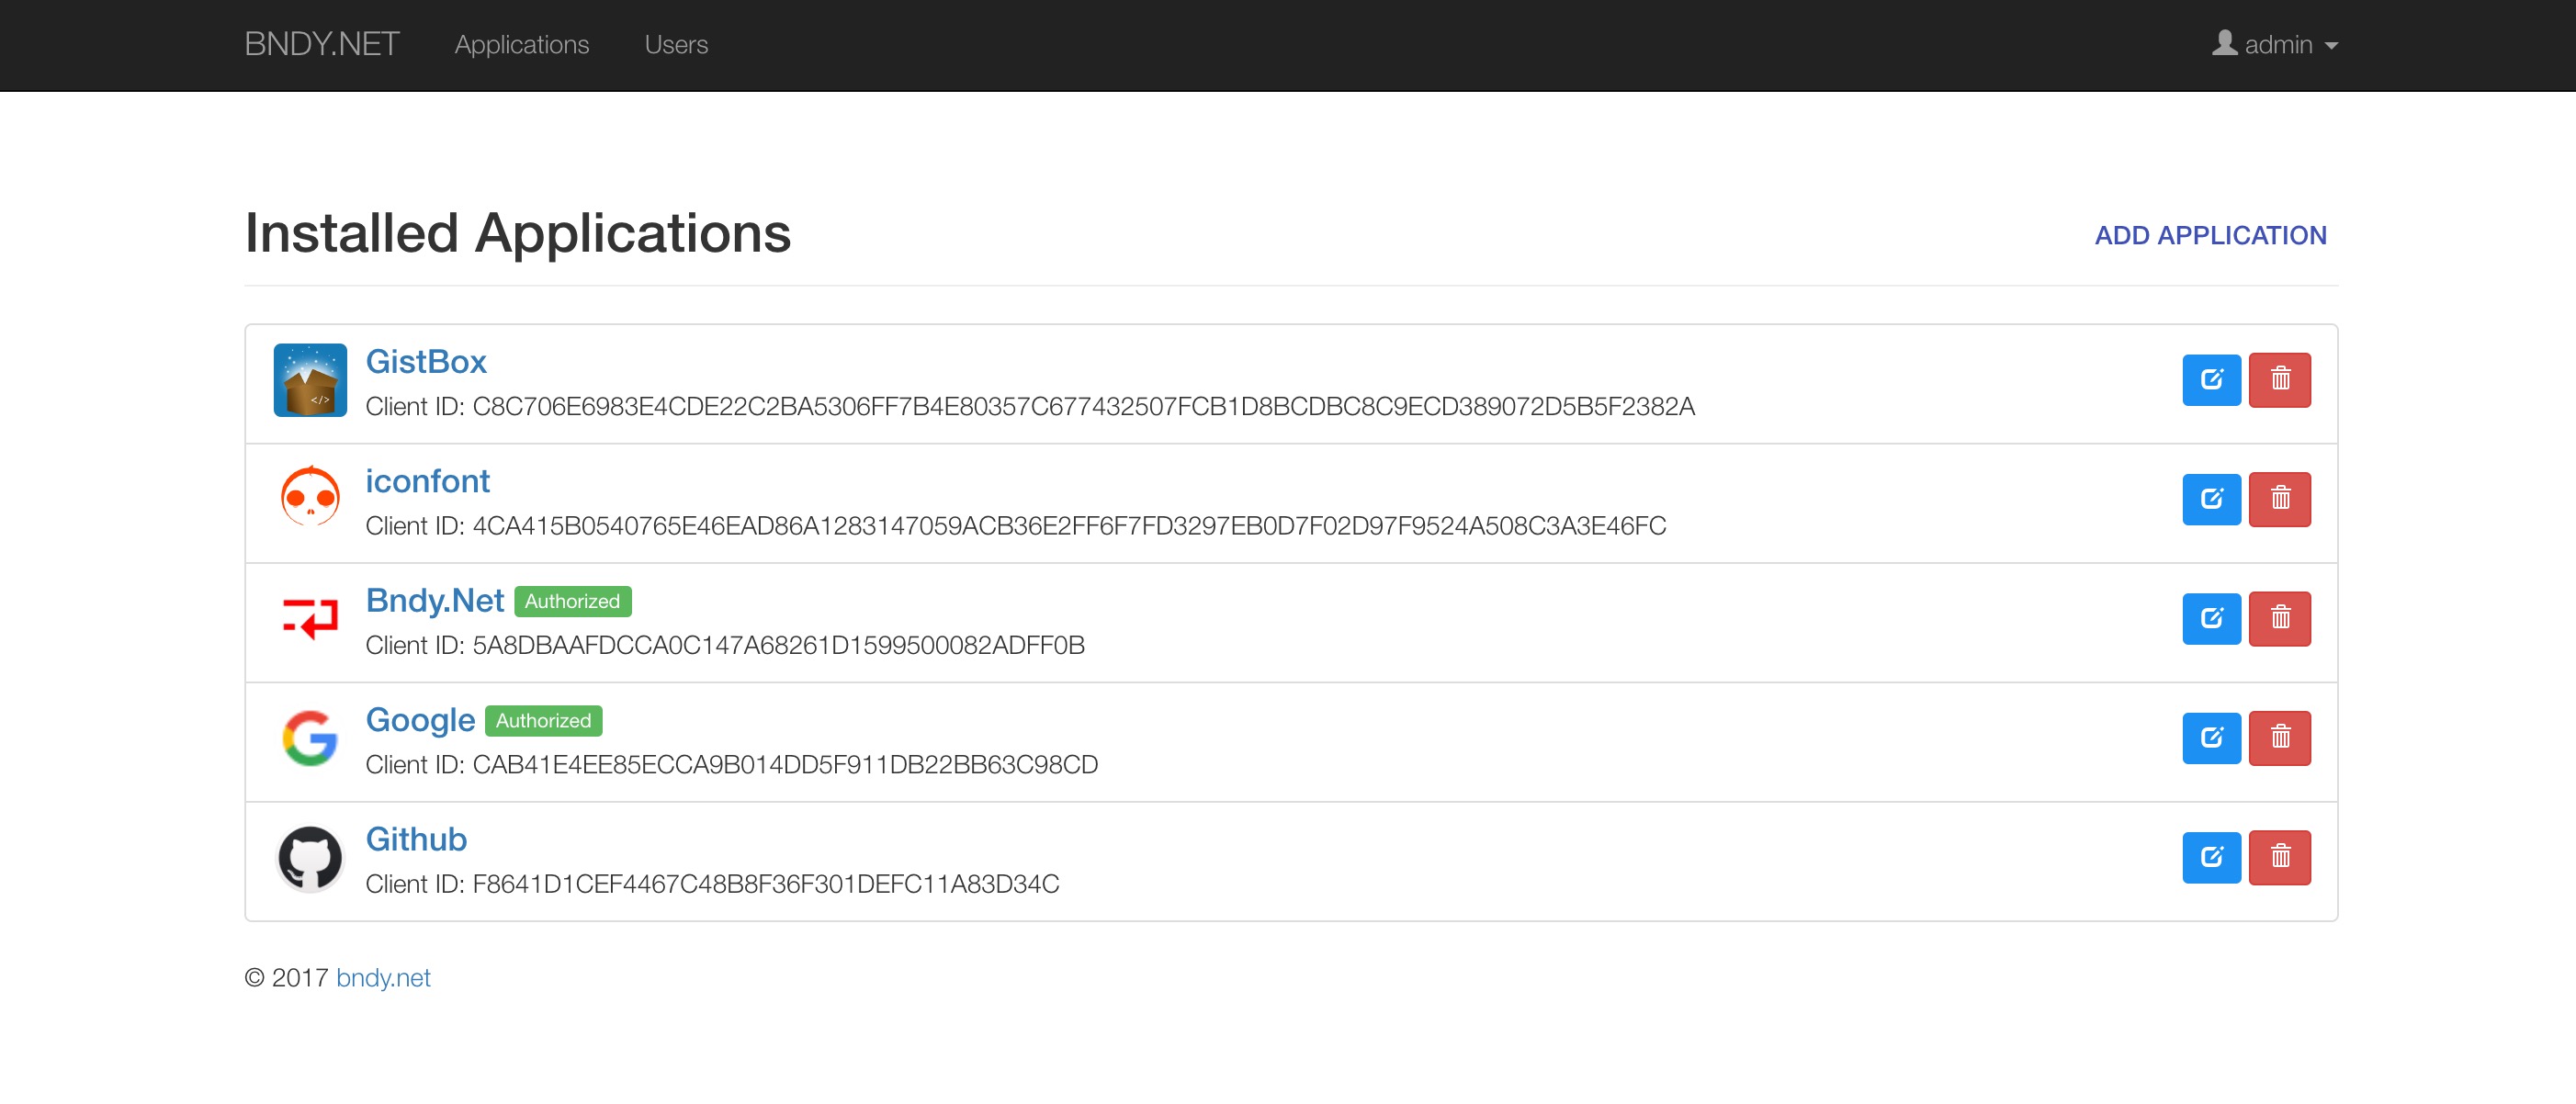 BNDY.NET Applications Users admin
Installed Applications ADD APPLICATION
GistBox
</>
Client ID: C8C706E6983E4CDE22C2BA5306FF7B4E80357C677432507FCB1D8BCDBC8C9ECD389072D5B5F2382A
iconfont
Client ID: 4CA415B0540765E46EAD86A1283147059ACB36E2FF6F7FD3297EB0D7F02D97F9524A508C3A3E46FC
Bndy.Net Authorized
Client ID: 5A8DBAAFDCCA0C147A68261D1599500082ADFF0B
Google Authorized
Client ID: CAB41E4EE85ECCA9B014DD5F911DB22BB63C98CD
Github
Client ID: F8641D1CEF4467C48B8F36F301DEFC11A83D34C
© 2017 bndy.net